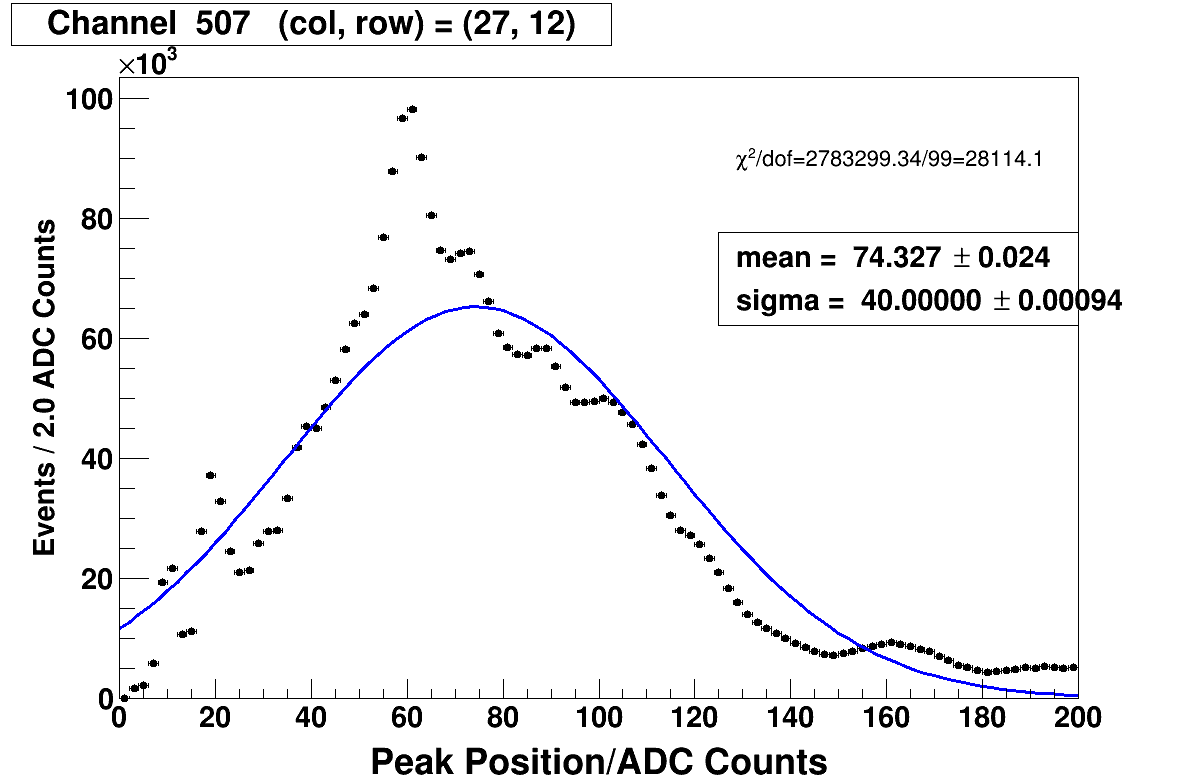 Channel 507 (col, row) = (27, 12)
×10³
100
80
60
40
20
0
Events / 2.0 ADC Counts
χ²/dof=2783299.34/99=28114.1
mean = 74.327 ± 0.024
sigma = 40.00000 ± 0.00094
0 20 40 60 80 100 120 140 160 180 200
Peak Position/ADC Counts